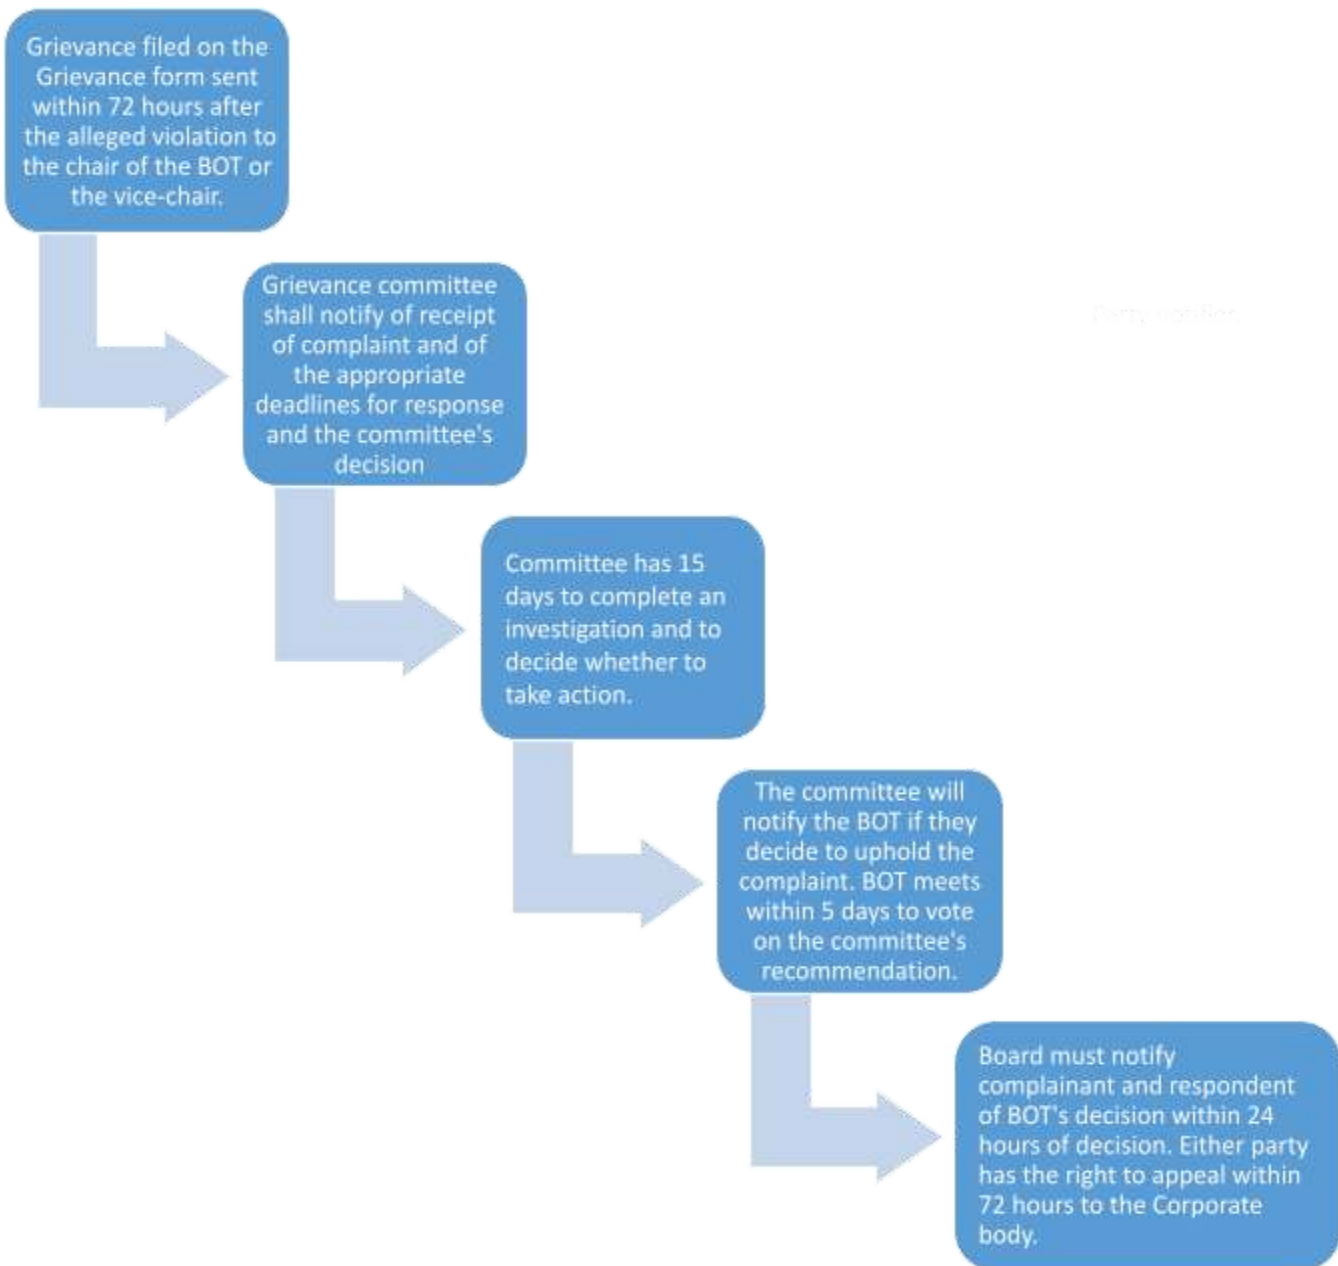 Grievance filed on the
Grievance form sent
within 72 hours after
the alleged violation to
the chair of the BOT or
the vice-chair.
Grievance committee
shall notify of receipt
of complaint and of
the appropriate
deadlines for response
and the committee's
decision
Party notifies
Committee has 15
days to complete an
investigation and to
decide whether to
take action.
The committee will
notify the BOT if they
decide to uphold the
complaint. BOT meets
within 5 days to vote
on the committee's
recommendation.
Board must notify
complainant and respondent
of BOT's decision within 24
hours of decision. Either party
has the right to appeal within
72 hours to the Corporate
body.